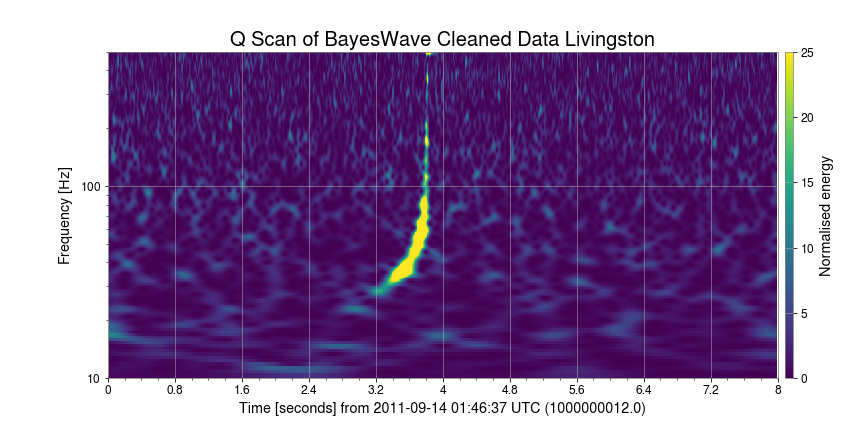 Q Scan of BayesWave Cleaned Data Livingston
Frequency [Hz]
100
10
0 0.8 1.6 2.4 3.2 4 4.8 5.6 6.4 7.2 8
Time [seconds] from 2011-09-14 01:46:37 UTC (1000000012.0)
25
20
15
10
5
0
Normalised energy